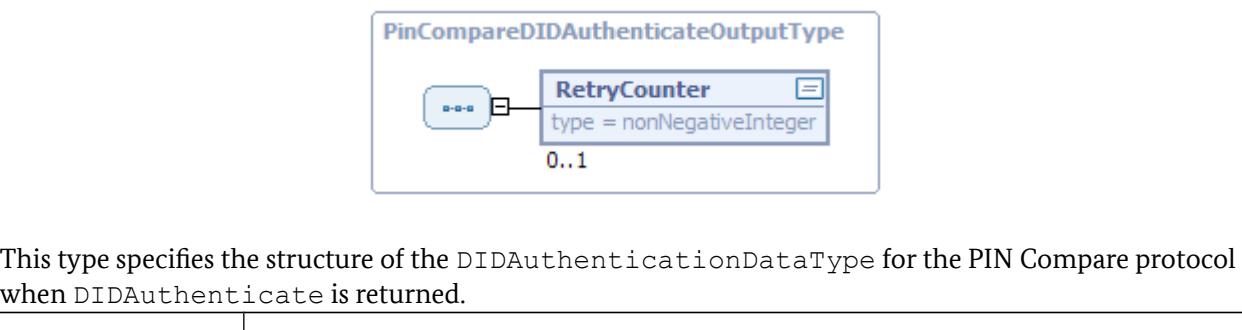 PinCompareDIDAuthenticateOutputType
RetryCounter
type = nonNegativeInteger
0..1
This type specifies the structure of the DIDAuthenticationDataType for the PIN Compare protocol
when DIDAuthenticate is returned.